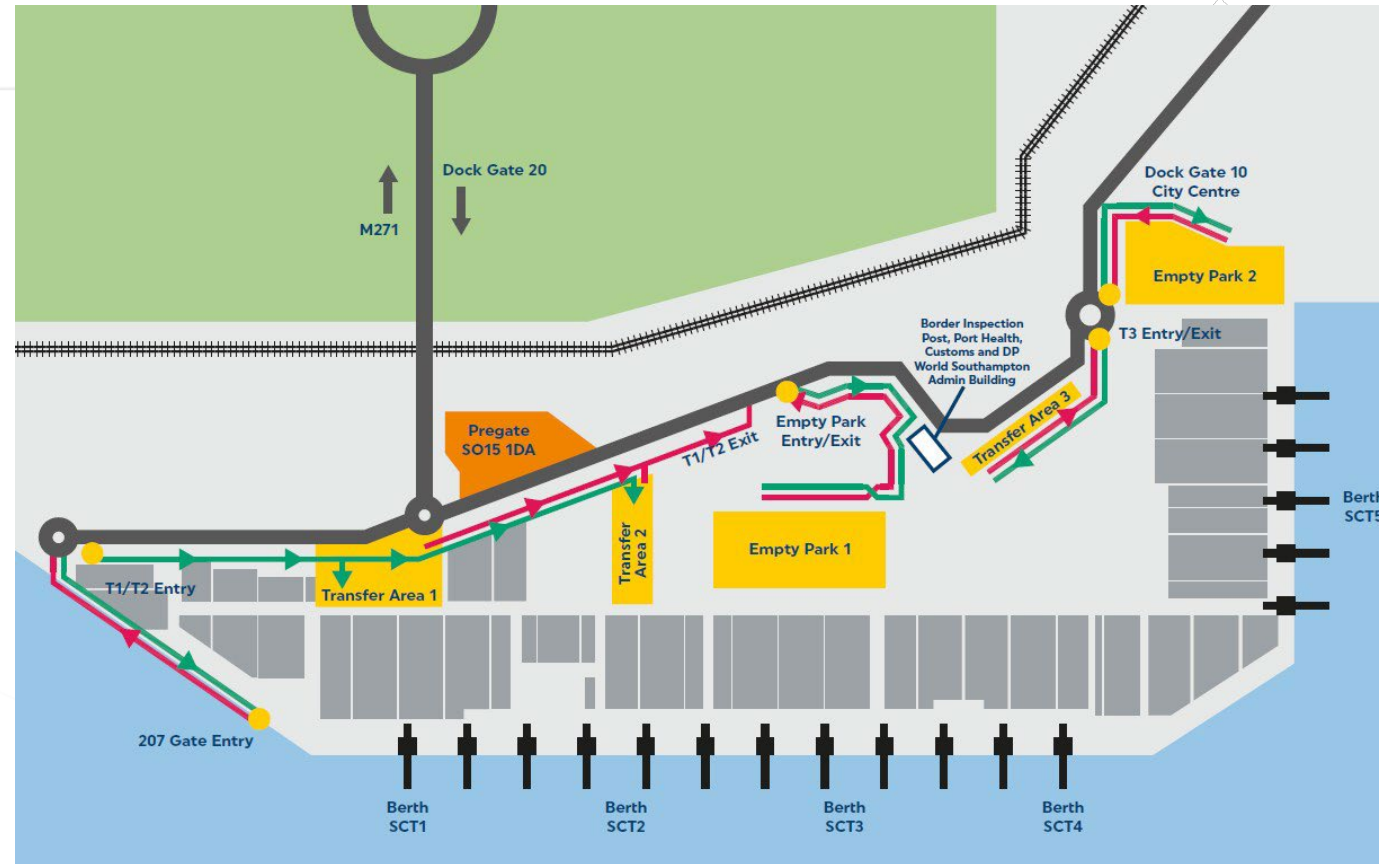 Dock Gate 20
M271
Dock Gate 10
City Centre
Empty Park 2
Border Inspection
Post, Port Health,
Customs and DP
World Southampton
Admin Building
T3 Entry/Exit
Transfer Area 3
Empty Park
Entry/Exit
Pregate
SO15 1DA
T1/T2 Exit
Berth
SCT5
Transfer
Area 2
Empty Park 1
T1/T2 Entry
Transfer Area 1
207 Gate Entry
Berth
SCT1
Berth
SCT2
Berth
SCT3
Berth
SCT4